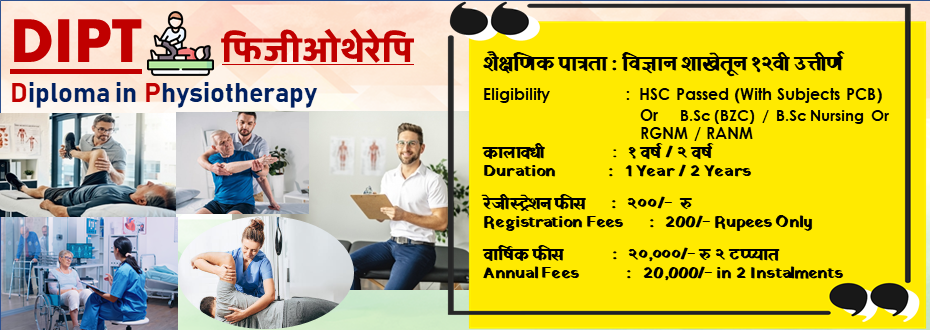 DIPT
फिजीओथेरेपि
Diploma in Physiotherapy
शैक्षणिक पात्रता : विज्ञान शाखेतून १२वी उत्तीर्ण
Eligibility : HSC Passed (With Subjects PCB)
Or B.Sc (BZC) / B.Sc Nursing Or
RGNM / RANM
कालावधी : १ वर्ष / २ वर्ष
Duration : 1 Year / 2 Years
रेजीस्ट्रेशन फीस : २००/- रु
Registration Fees : 200/- Rupees Only
वार्षिक फीस : २०,०००/- रु २ टप्प्यात
Annual Fees : 20,000/- in 2 Instalments